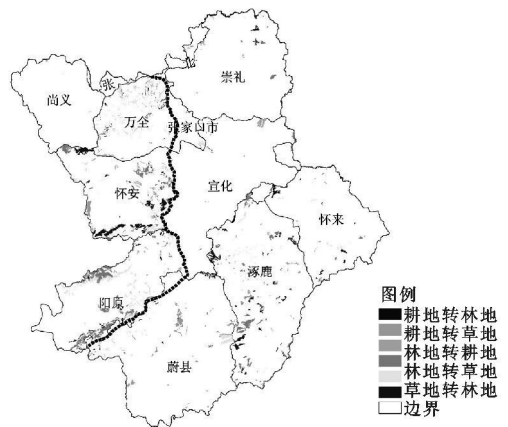 崇礼
张
尚义
万全
张家口市
宣化
怀安
怀来
涿鹿
阳原
蔚县
图例
耕地转林地
耕地转草地
林地转耕地
林地转草地
草地转林地
边界